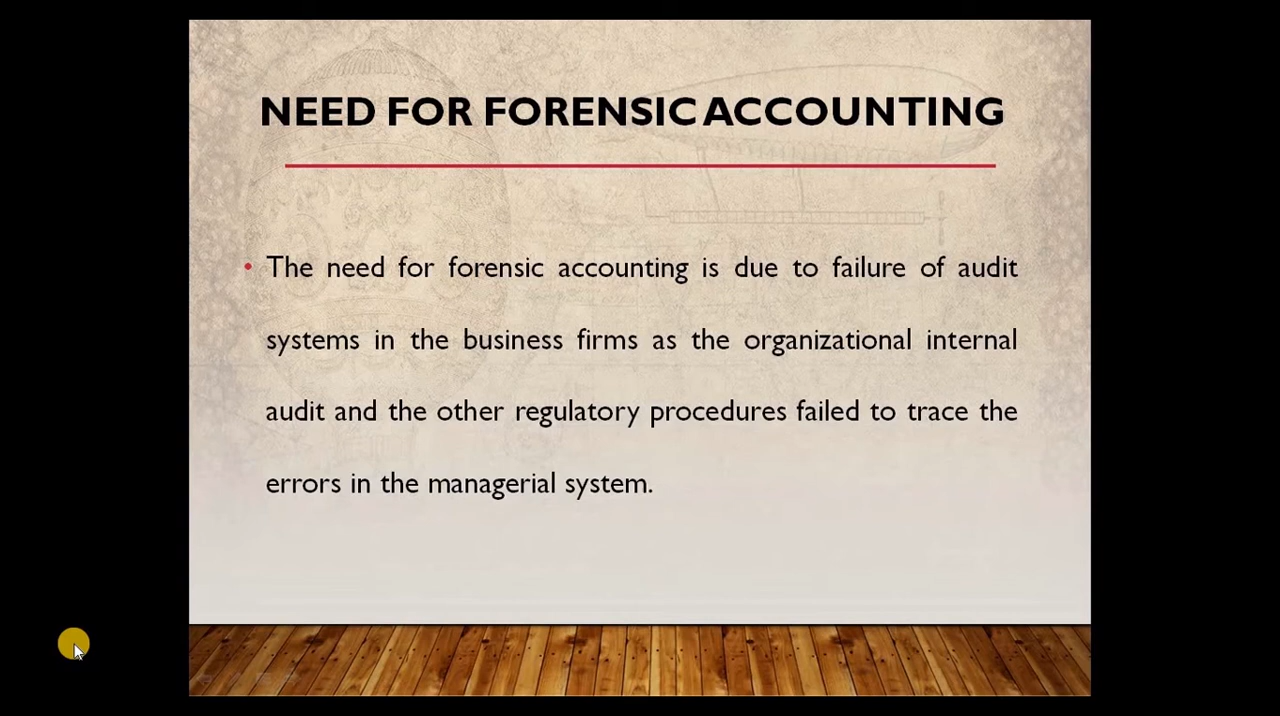 NEED FOR FORENSIC ACCOUNTING
• The need for forensic accounting is due to failure of audit
systems in the business firms as the organizational internal
audit and the other regulatory procedures failed to trace the
errors in the managerial system.